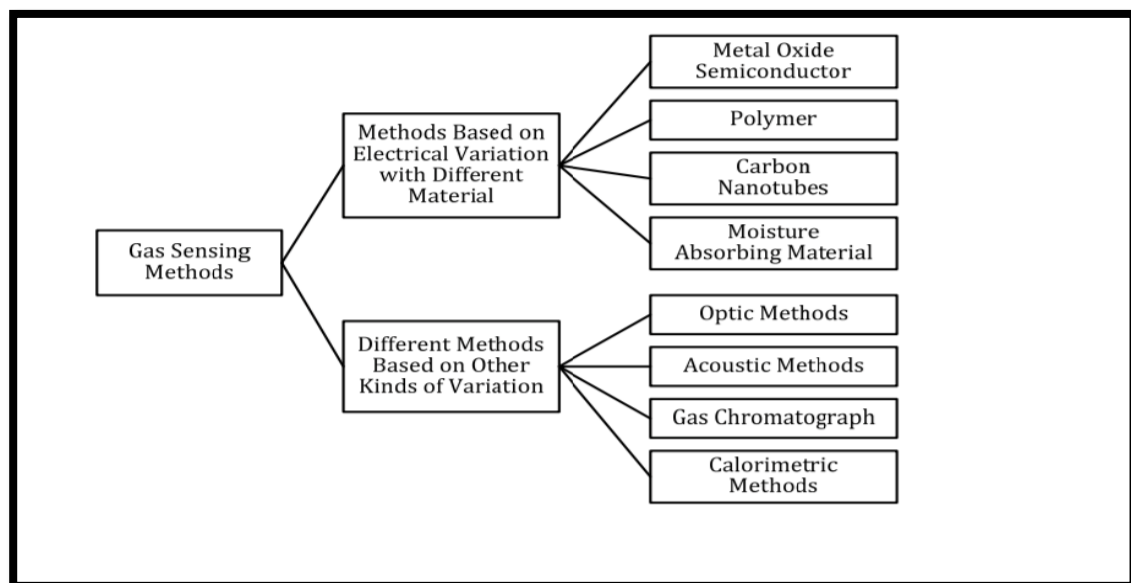 Gas Sensing
Methods
Methods Based on
Electrical Variation
with Different
Material
Metal Oxide
Semiconductor
Polymer
Carbon
Nanotubes
Moisture
Absorbing Material
Different Methods
Based on Other
Kinds of Variation
Optic Methods
Acoustic Methods
Gas Chromatograph
Calorimetric
Methods